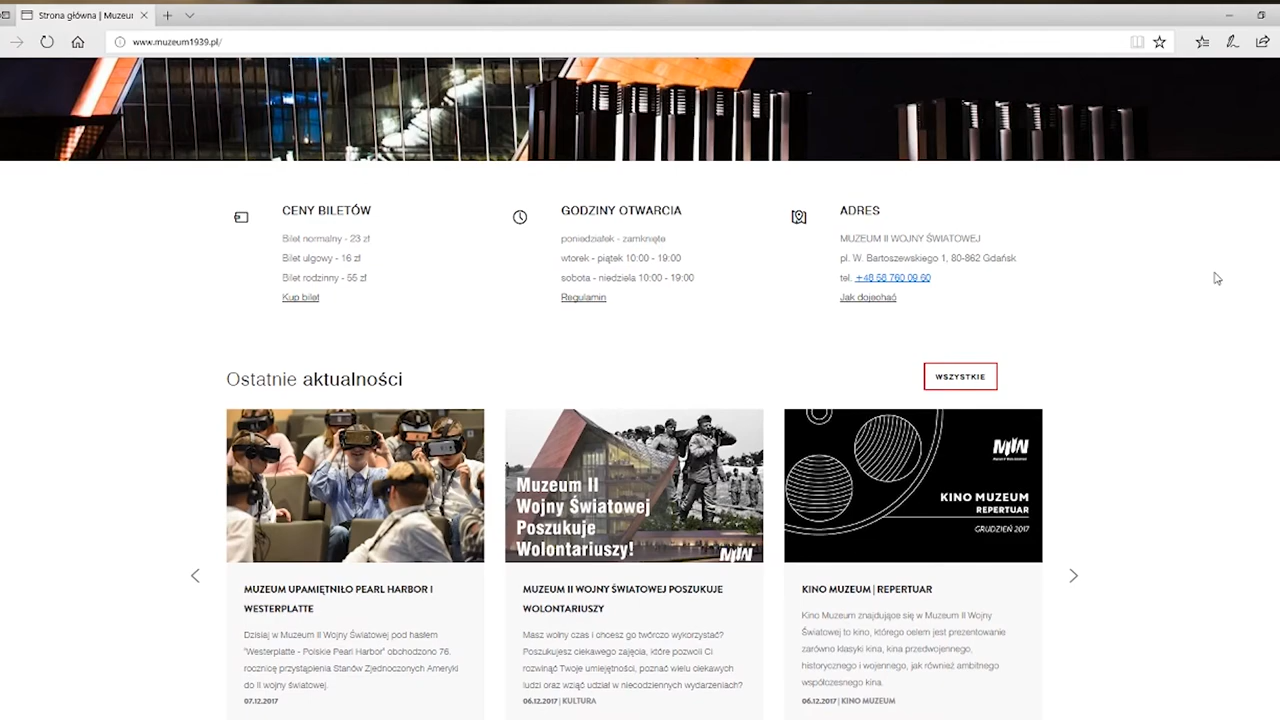 Strona główna | Muzeur
www.muzeum1939.pl/
CENY BILETÓW
Bilet normalny - 23 zł
Bilet ulgowy - 16 zł
Bilet rodzinny - 55 zł
Kup bilet
GODZINY OTWARCIA
poniedziałek - zamknięte
wtorek - piątek 10:00 - 19:00
sobota - niedziela 10:00 - 19:00
Regulamin
ADRES
MUZEUM II WOJNY ŚWIATOWEJ
pl. W. Bartoszewskiego 1, 80-862 Gdańsk
tel. +48 58 760 09 60
Jak dojechać
Ostatnie aktualności
WSZYSTKIE
MUZEUM UPAMIĘTNIŁO PEARL HARBOR I
WESTERPLATTE
Dzisiaj w Muzeum II Wojny Światowej pod hasłem
"Westerplatte - Polskie Pearl Harbor" obchodzono 76.
rocznicę przystąpienia Stanów Zjednoczonych Ameryki
do II wojny światowej.
07.12.2017
Muzeum II
Wojny Światowej
Poszukuje
Wolontariuszy!
MUZEUM II WOJNY ŚWIATOWEJ POSZUKUJE
WOLONTARIUSZY
Masz wolny czas i chcesz go twórczo wykorzystać?
Poszukujesz ciekawego zajęcia, które pozwoli Ci
rozwinąć Twoje umiejętności, poznać wielu ciekawych
ludzi oraz wziąć udział w niecodziennych wydarzeniach?
06.12.2017 | KULTURA
KINO MUZEUM
REPERTUAR
GRUDZIEŃ 2017
KINO MUZEUM | REPERTUAR
Kino Muzeum znajdujące się w Muzeum II Wojny
Światowej to kino, którego celem jest prezentowanie
zarówno klasyki kina, kina przedwojennego,
historycznego i wojennego, jak również ambitnego
współczesnego kina.
06.12.2017 | KINO MUZEUM